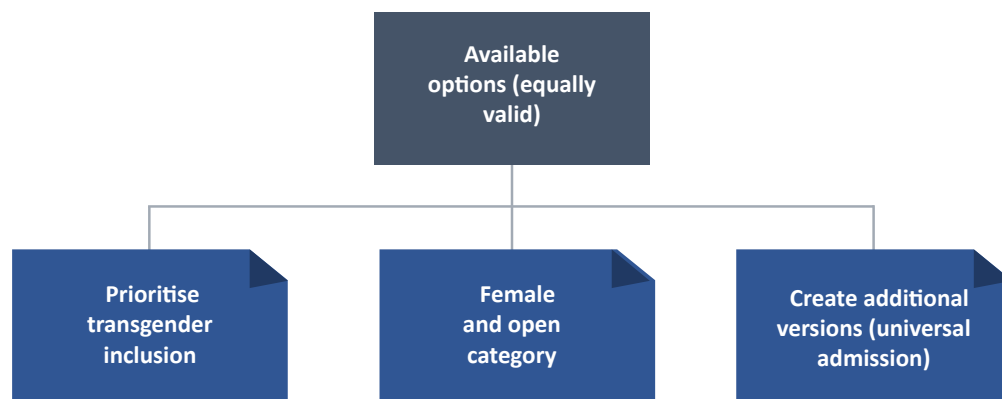 Available
options (equally
valid)
Prioritise
transgender
inclusion
Female
and open
category
Create additional
versions (universal
admission)